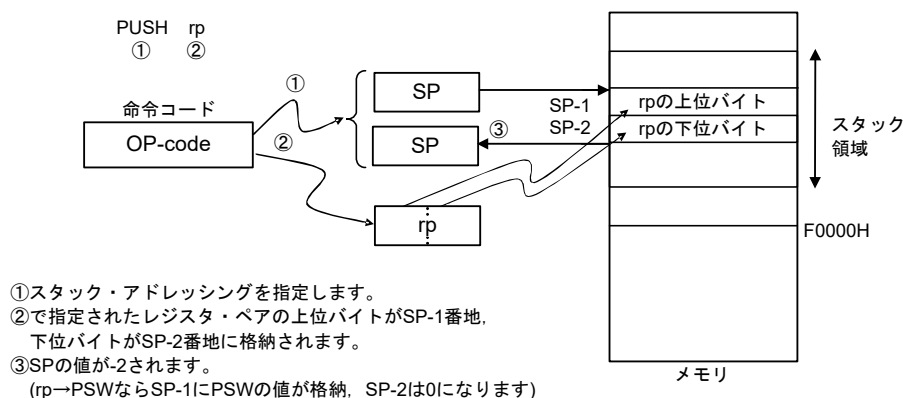 PUSH rp
① ②
命令コード
OP-code
①
②
SP
SP
③
rp
SP-1
SP-2
rpの上位バイト
rpの下位バイト
スタック
領域
F0000H
メモリ
①スタック・アドレッシングを指定します。
②で指定されたレジスタ・ペアの上位バイトがSP-1番地，
下位バイトがSP-2番地に格納されます。
③SPの値が-2されます。
(rp→PSWならSP-1にPSWの値が格納，SP-2は0になります)